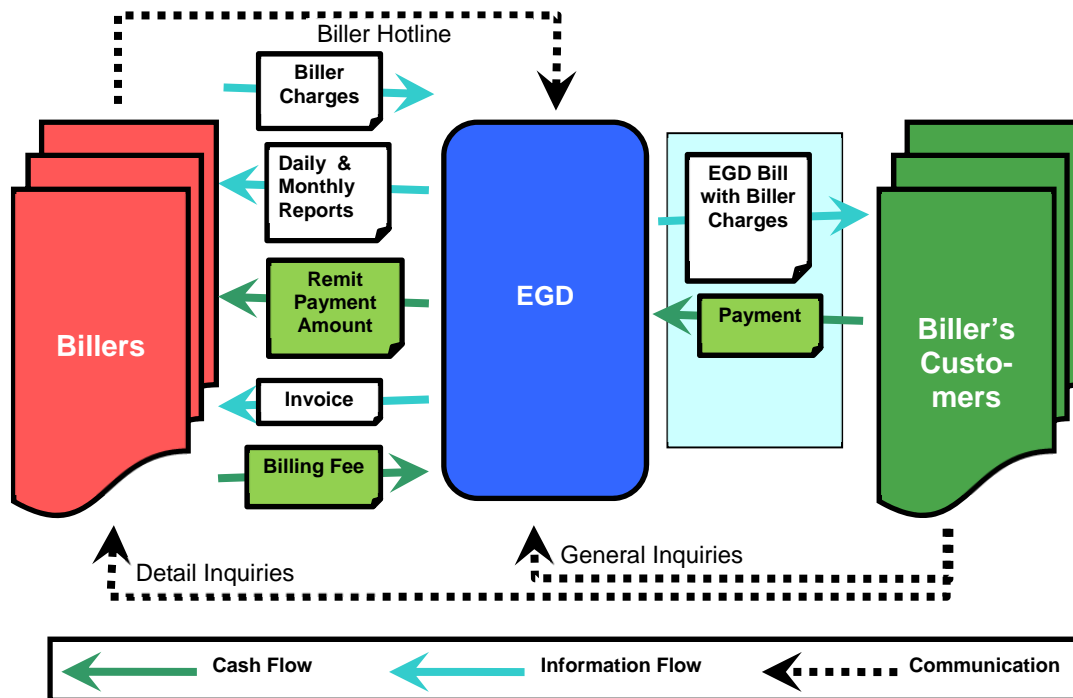 Biller Hotline
Biller
Charges
Daily & 
Monthly
Reports
Remit
Payment
Amount
Invoice
Billing Fee
Billers
EGD
EGD Bill
with Biller
Charges
Payment
Biller’s
Custo-
mers
Detail Inquiries
General Inquiries
Cash Flow
Information Flow
Communication